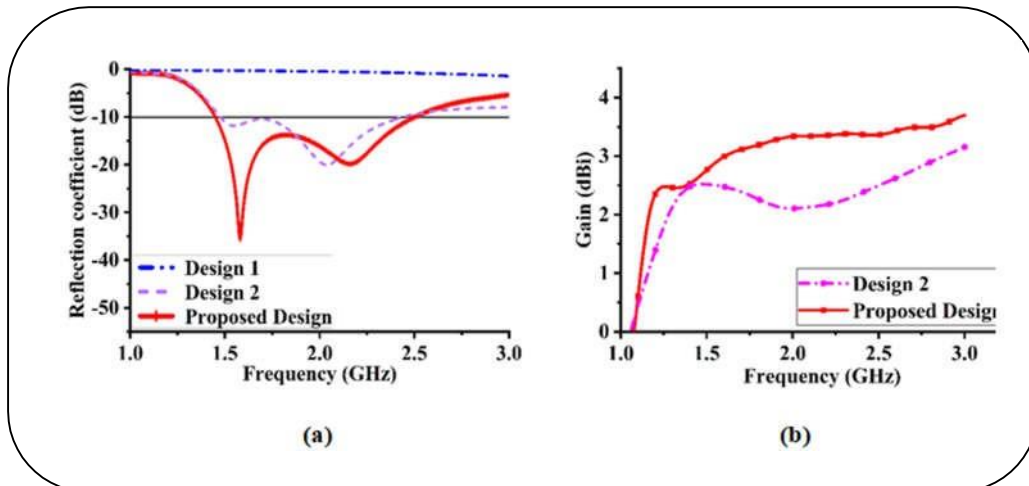 0
-10
-20
-30
-40
-50
Reflection coefficient (dB)
Design 1
Design 2
Proposed Design
1.0 1.5 2.0 2.5 3.0
Frequency (GHz)
(a)
4
3
2
1
0
Gain (dBi)
Design 2
Proposed Design
1.0 1.5 2.0 2.5 3.0
Frequency (GHz)
(b)